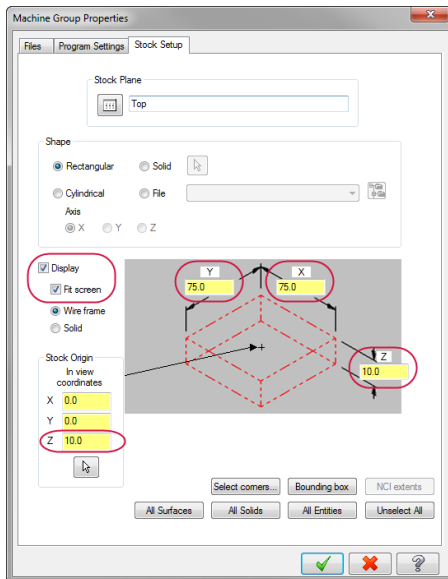 Machine Group Properties
Files Program Settings Stock Setup
Stock Plane
Top
Shape
Rectangular Solid
Cylindrical File
Axis
X Y Z
Display
Fit screen
Wire frame
Solid
Y X
75.0 75.0
Z
10.0
Stock Origin
In view
coordinates
X 0.0
Y 0.0
Z 10.0
Select corners... Bounding box NCI extents
All Surfaces All Solids All Entities Unselect All